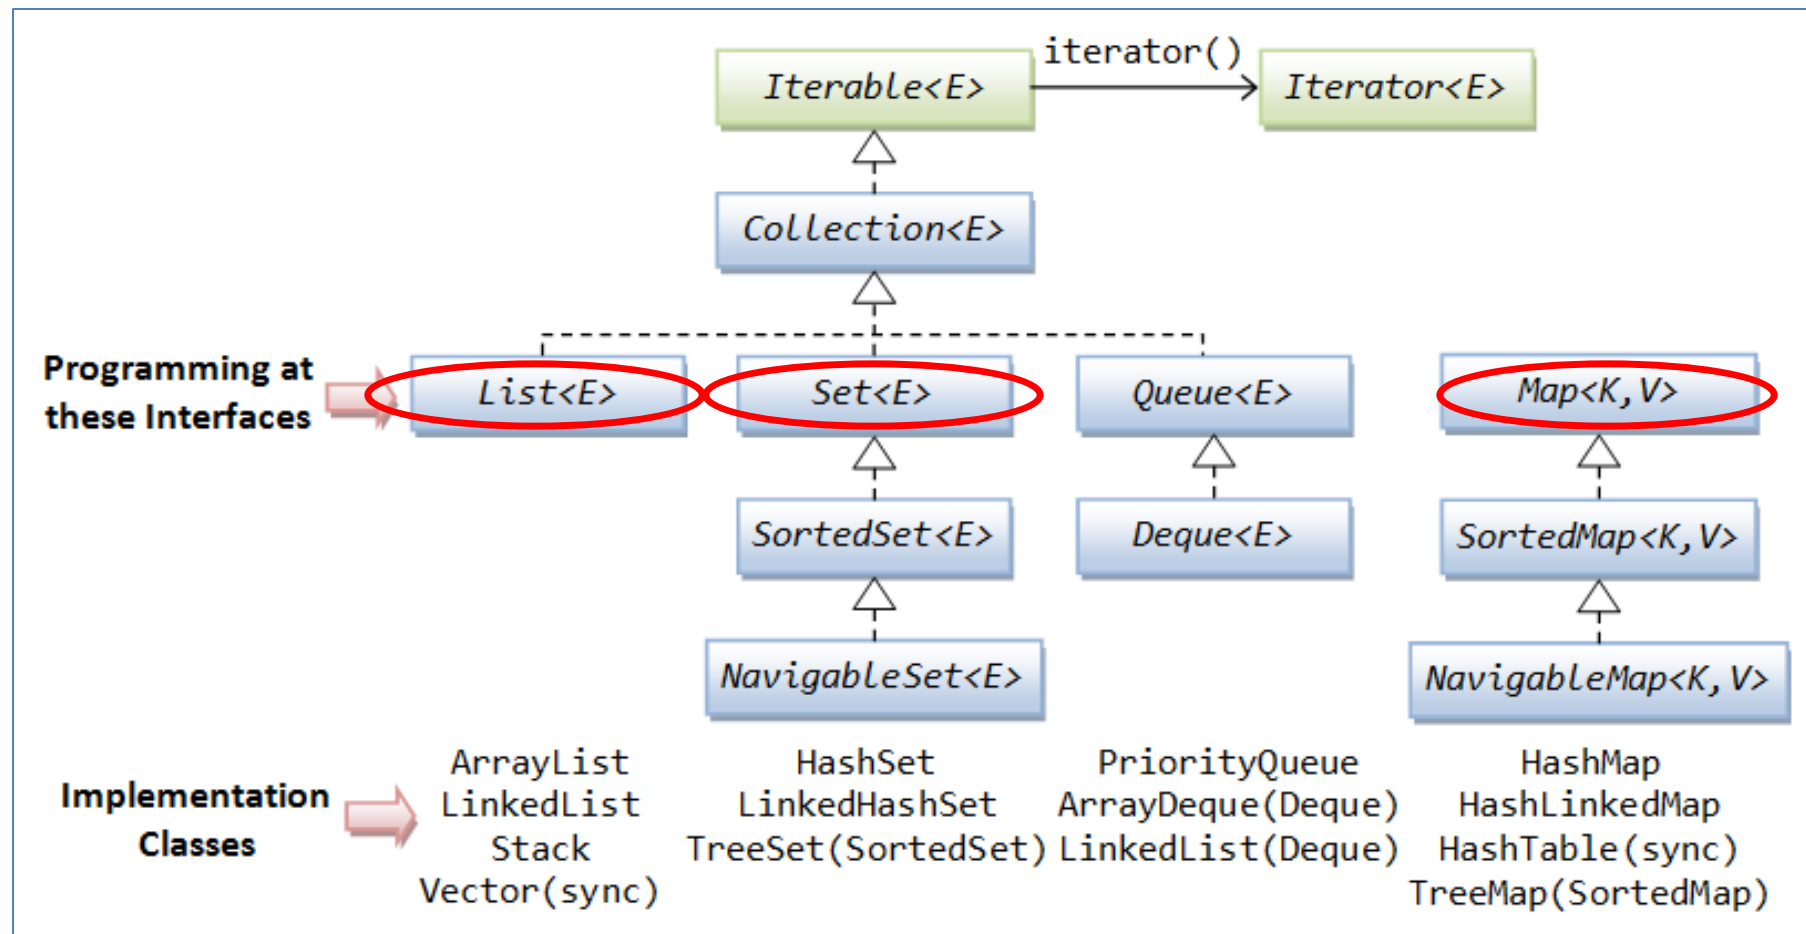 iterator()
Iterable<E>
Iterator<E>
Collection<E>
Programming at
these Interfaces
List<E>
Set<E>
Queue<E>
Map<K,V>
SortedSet<E>
Deque<E>
SortedMap<K,V>
NavigableSet<E>
NavigableMap<K,V>
Implementation
Classes
ArrayList
LinkedList
Stack
Vector(sync)
HashSet
LinkedHashSet
TreeSet(SortedSet)
PriorityQueue
ArrayDeque(Deque)
LinkedList(Deque)
HashMap
HashLinkedMap
HashTable(sync)
TreeMap(SortedMap)